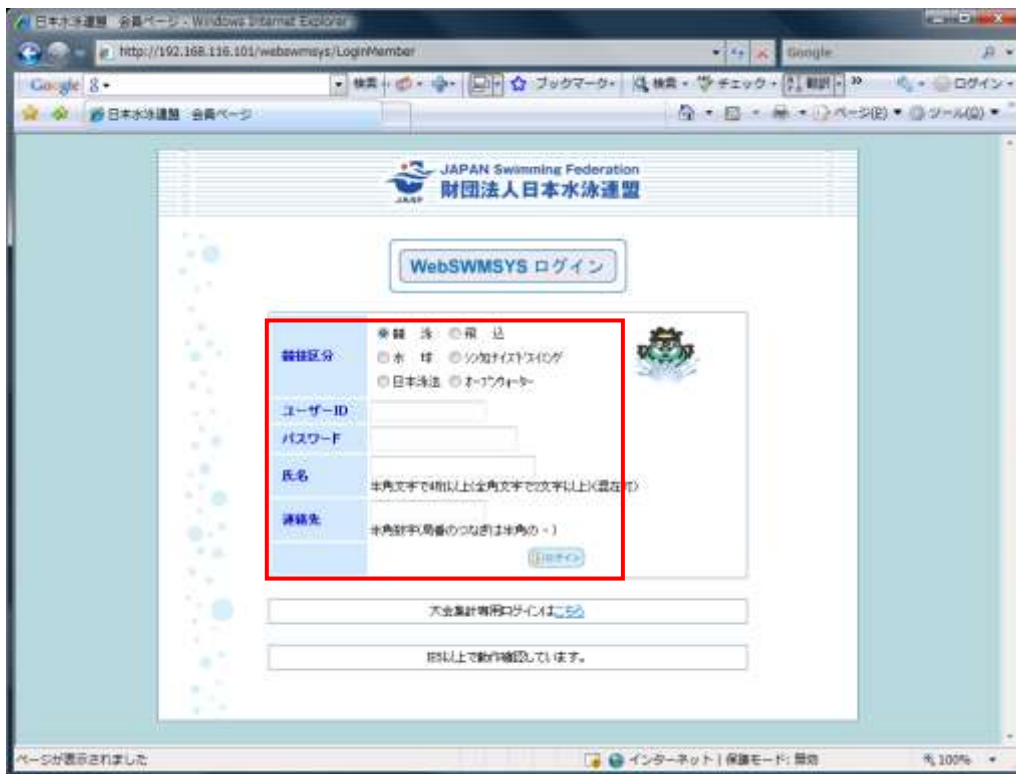 日本水泳連盟 会員ページ - Windows Internet Explorer
http://192.168.116.101/webswmsys/LoginMember
Google
Google
検索
ブックマーク
検索
チェック
翻訳
ログイン
日本水泳連盟 会員ページ
ページ(P)
ツール(O)
JAPAN Swimming Federation
財団法人日本水泳連盟
JASF
WebSWMSYS ログイン
競技区分
競 泳 飛 込
水 球 シンクロナイズドスイミング
日本泳法 オープンウォーター
ユーザーID
パスワード
氏名
半角文字で4桁以上(全角文字で2文字以上)(混在可)
連絡先
半角数字(局番のつなぎは半角の - )
ログイン
大会集計専用ログインはこちら
IE5以上で動作確認しています。
ページが表示されました
インターネット | 保護モード: 無効
100%